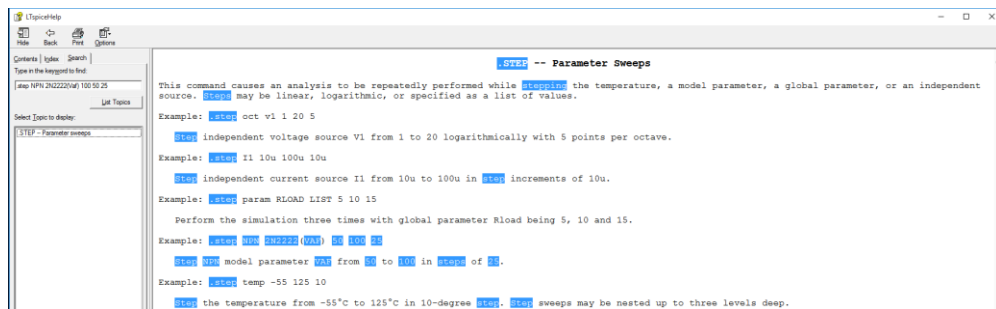 LTspiceHelp
Hide Back Print Options
Contents Index Search
Type in the keyword to find:
.step NPN 2N2222(Vaf) 100 50 25
List Topics
Select Topic to display:
.STEP -- Parameter sweeps
.STEP -- Parameter Sweeps
This command causes an analysis to be repeatedly performed while stepping the temperature, a model parameter, a global parameter, or an independent
source. Steps may be linear, logarithmic, or specified as a list of values.
Example: .step oct v1 1 20 5
Step independent voltage source V1 from 1 to 20 logarithmically with 5 points per octave.
Example: .step I1 10u 100u 10u
Step independent current source I1 from 10u to 100u in step increments of 10u.
Example: .step param RLOAD LIST 5 10 15
Perform the simulation three times with global parameter Rload being 5, 10 and 15.
Example: .step NPN 2N2222(VAF) 50 100 25
Step NPN model parameter VAF from 50 to 100 in steps of 25.
Example: .step temp -55 125 10
Step the temperature from -55°C to 125°C in 10-degree step. Step sweeps may be nested up to three levels deep.